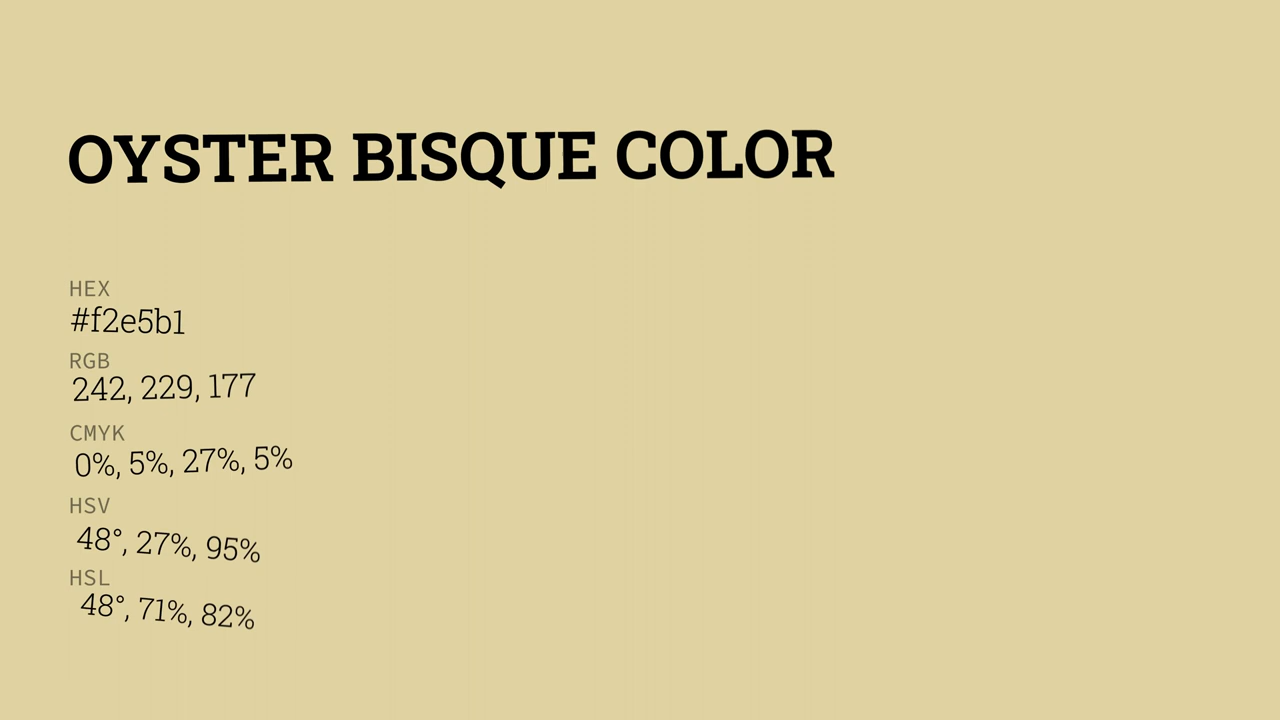 OYSTER BISQUE COLOR
HEX
#f2e5b1
RGB
242, 229, 177
CMYK
0%, 5%, 27%, 5%
HSV
48°, 27%, 95%
HSL
48°, 71%, 82%